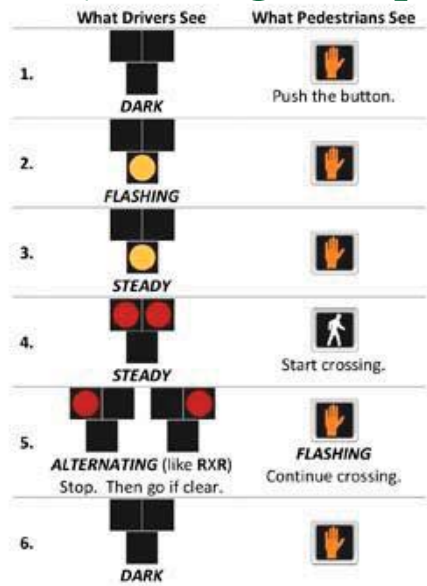 What Drivers See What Pedestrians See
1.
DARK
Push the button.
2.
FLASHING
3.
STEADY
4.
STEADY
Start crossing.
5.
ALTERNATING (like RXR)
Stop. Then go if clear.
FLASHING
Continue crossing.
6.
DARK